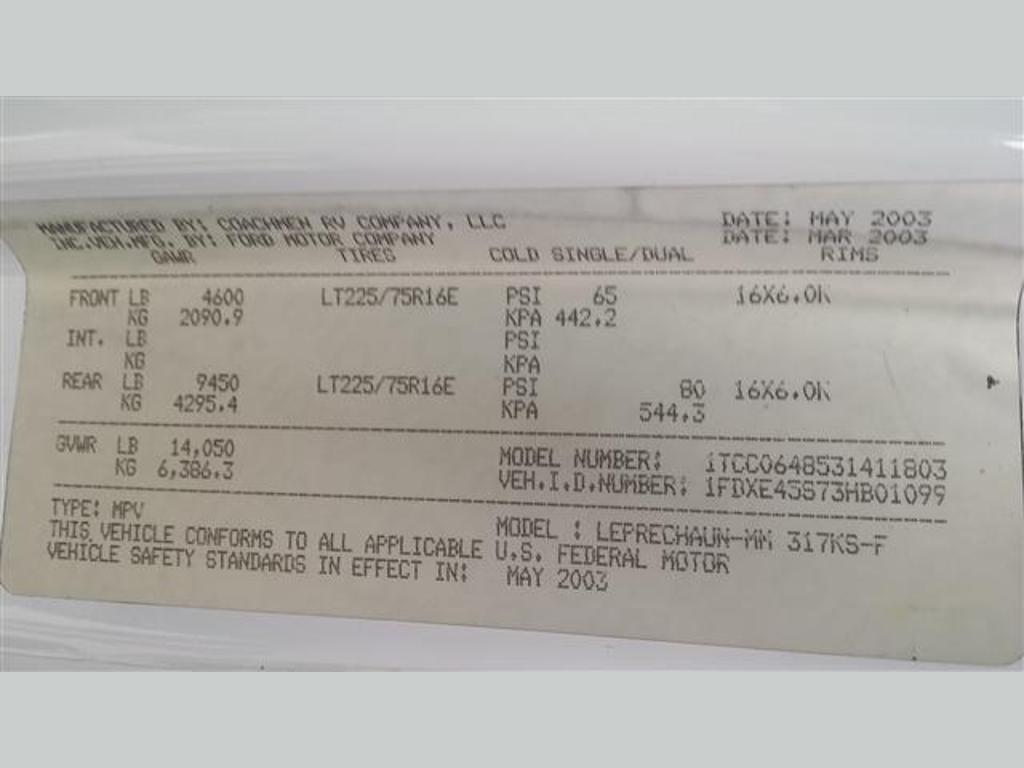 MANUFACTURED BY: COACHMEN RV COMPANY, LLC DATE: MAY 2003
INC.VEH.MFG. BY: FORD MOTOR COMPANY DATE: MAR 2003
GAWR TIRES COLD SINGLE/DUAL RIMS
FRONT LB 4600 LT225/75R16E PSI 65 16X6.0K
KG 2090.9 KPA 442.2
INT. LB PSI
KG KPA
REAR LB 9450 LT225/75R16E PSI 80 16X6.0K
KG 4295.4 KPA 544.3
GVWR LB 14,050 MODEL NUMBER: 1TCC0648531411803
KG 6,386.3 VEH.I.D.NUMBER: 1FDXE45S73HB01099
TYPE: MPV MODEL : LEPRECHAUN-MM 317KS-F
THIS VEHICLE CONFORMS TO ALL APPLICABLE U.S. FEDERAL MOTOR
VEHICLE SAFETY STANDARDS IN EFFECT IN: MAY 2003